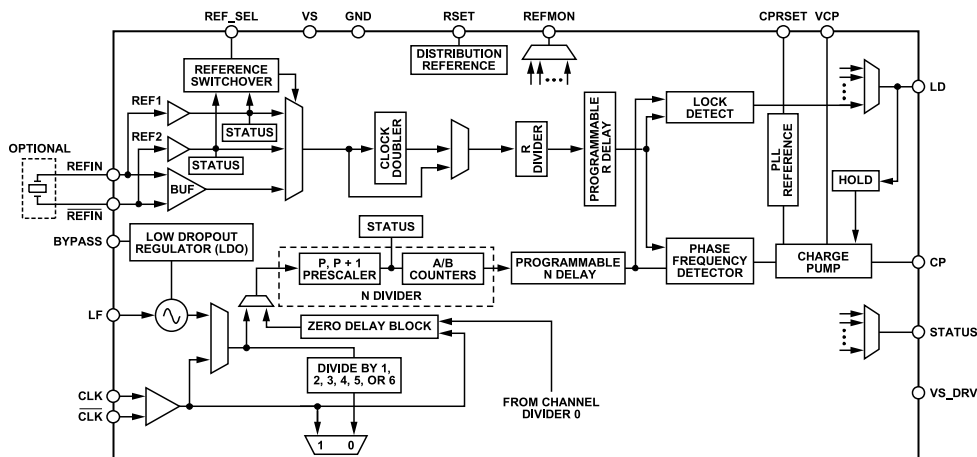 REF_SEL
VS
GND
RSET
REFMON
CPRSET
VCP
DISTRIBUTION
REFERENCE
REFERENCE
SWITCHOVER
REF1
STATUS
REF2
STATUS
OPTIONAL
REFIN
REFIN
BUF
CLOCK
DOUBLER
R
DIVIDER
PROGRAMMABLE
R DELAY
LOCK
DETECT
PLL
REFERENCE
LD
HOLD
BYPASS
LOW DROPOUT
REGULATOR (LDO)
STATUS
P, P + 1
PRESCALER
A/B
COUNTERS
N DIVIDER
PROGRAMMABLE
N DELAY
PHASE
FREQUENCY
DETECTOR
CHARGE
PUMP
CP
LF
ZERO DELAY BLOCK
STATUS
DIVIDE BY 1,
2, 3, 4, 5, OR 6
FROM CHANNEL
DIVIDER 0
VS_DRV
CLK
CLK
1 0